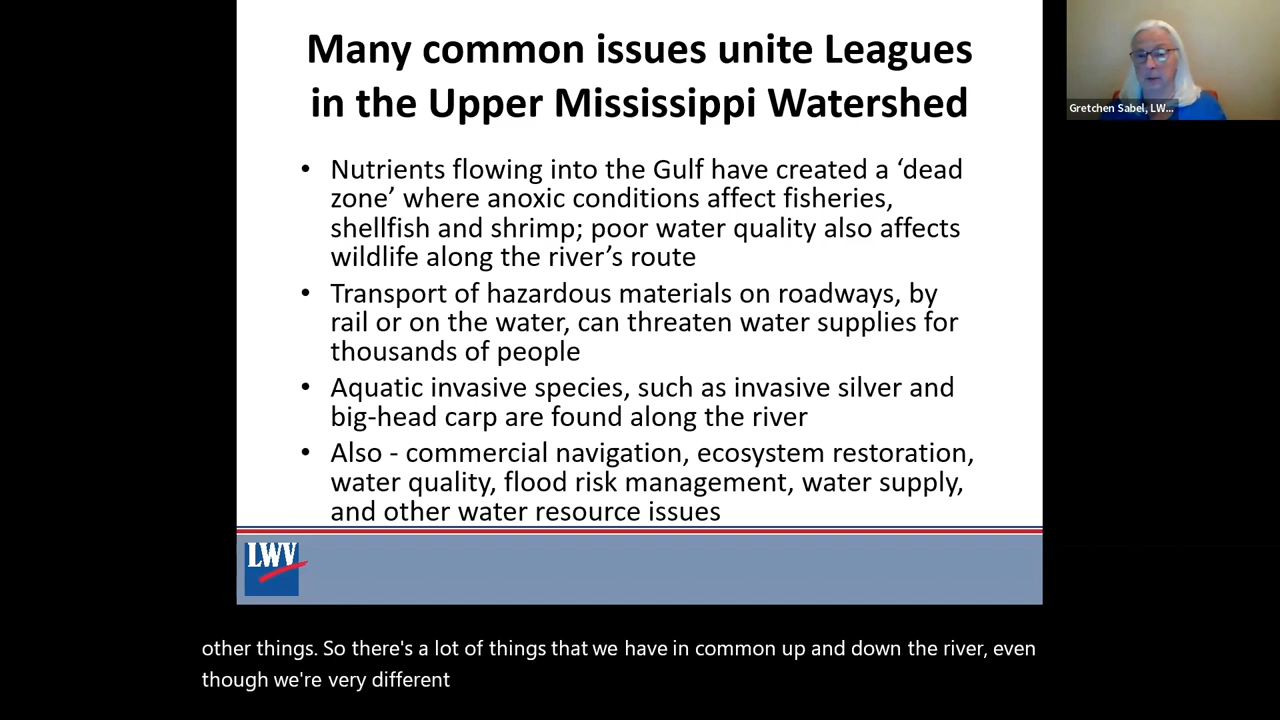 Many common issues unite Leagues
in the Upper Mississippi Watershed
• Nutrients flowing into the Gulf have created a ‘dead
zone’ where anoxic conditions affect fisheries,
shellfish and shrimp; poor water quality also affects
wildlife along the river’s route
• Transport of hazardous materials on roadways, by
rail or on the water, can threaten water supplies for
thousands of people
• Aquatic invasive species, such as invasive silver and
big-head carp are found along the river
• Also - commercial navigation, ecosystem restoration,
water quality, flood risk management, water supply,
and other water resource issues
LWV
Gretchen Sabel, LW...
other things. So there's a lot of things that we have in common up and down the river, even
though we're very different